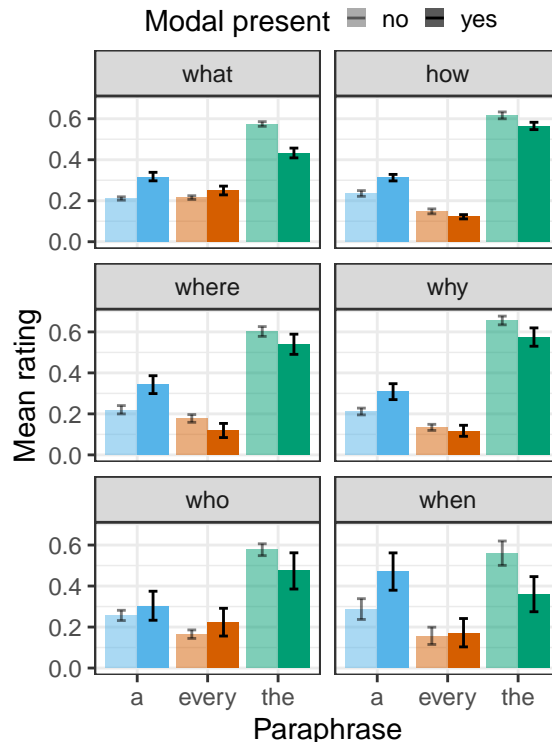 Modal present no yes
what how
0.6
0.4
0.2
0.0
where why
0.6
0.4
0.2
0.0
who when
0.6
0.4
0.2
0.0
Mean rating
a every the a every the
Paraphrase